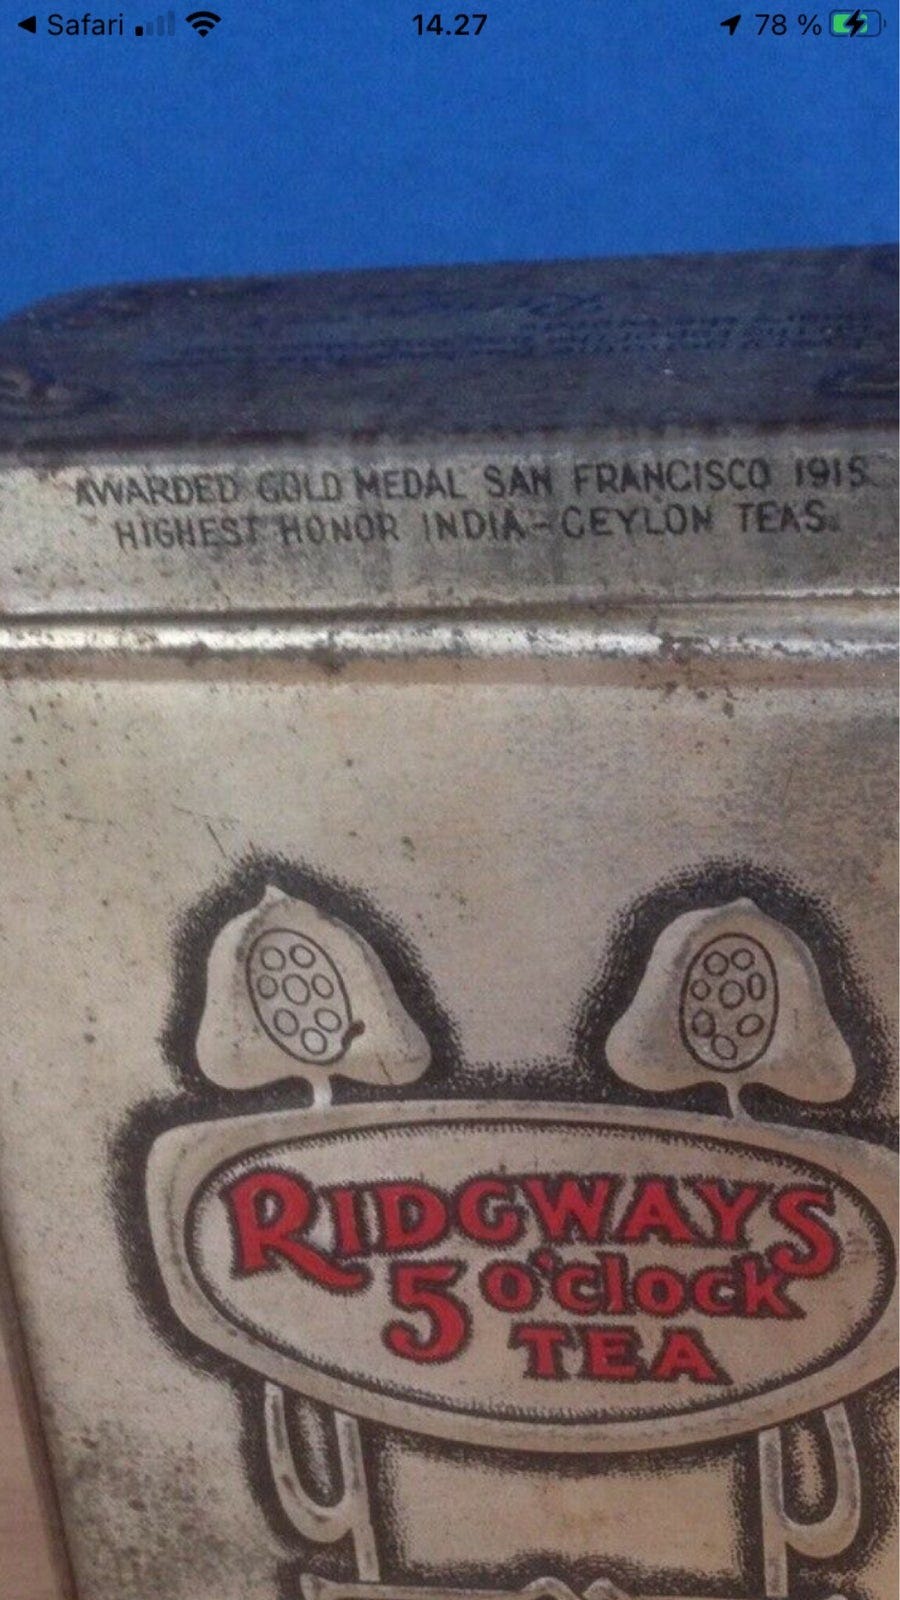 Safari 14.27 78 %
AWARDED GOLD MEDAL SAN FRANCISCO 1915.
HIGHEST HONOR INDIA-CEYLON TEAS.
RIDGWAYS
5 o'clock
TEA